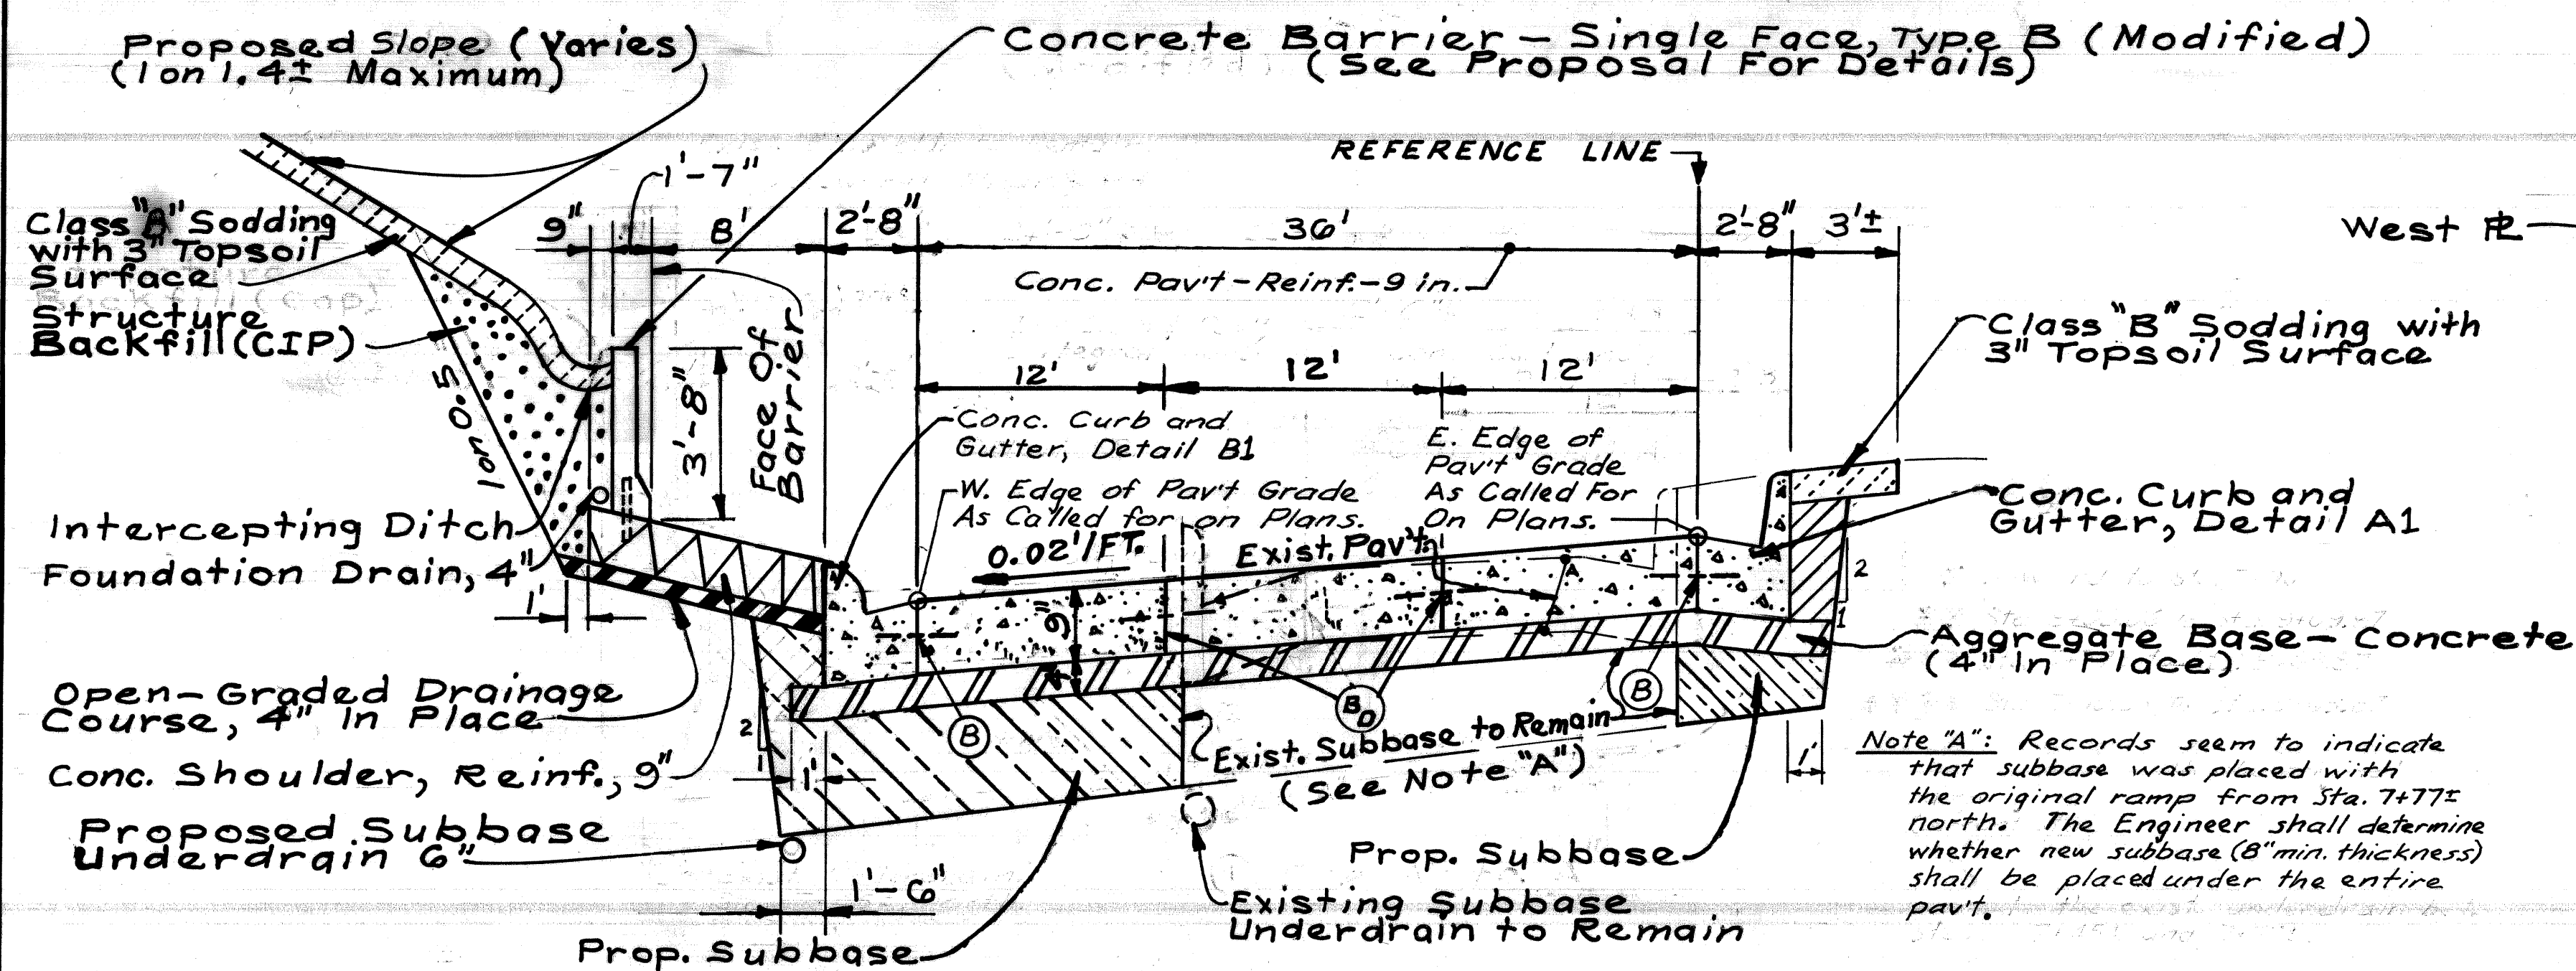 Proposed Slope (Varies)
(1 on 1.4± Maximum)
Concrete Barrier – Single Face, Type B (Modified)
(See Proposal For Details)
REFERENCE LINE
1'-7"
9"
8'
2'-8"
36'
2'-8"
3'±
West PL
Class "B" Sodding
with 3" Topsoil
Surface
Structure
Backfill (CIP)
Conc. Pav't – Reinf. – 9 in.
Class "B" Sodding with
3" Topsoil Surface
12'
12'
12'
1 on 0.5
3'-8"
Face Of
Barrier
Conc. Curb and
Gutter, Detail B1
W. Edge of Pav't Grade
As Called for on Plans.
E. Edge of
Pav't Grade
As Called For
On Plans.
Conc. Curb and
Gutter, Detail A1
Intercepting Ditch
Foundation Drain, 4"
0.02'/FT.
Exist. Pav't.
1'
9"
4"
2
1
Aggregate Base – Concrete
(4" In Place)
Open-Graded Drainage
Course, 4" In Place
Conc. Shoulder, Reinf., 9"
2
1
1'
B
BD
B
Exist. Subbase to Remain
(See Note "A")
1'
Note "A": Records seem to indicate
that subbase was placed with
the original ramp from Sta. 7+77±
north. The Engineer shall determine
whether new subbase (8" min. thickness)
shall be placed under the entire
pav't.
Proposed Subbase
Underdrain 6"
1'-6"
Prop. Subbase
Existing Subbase
Underdrain to Remain
Prop. Subbase